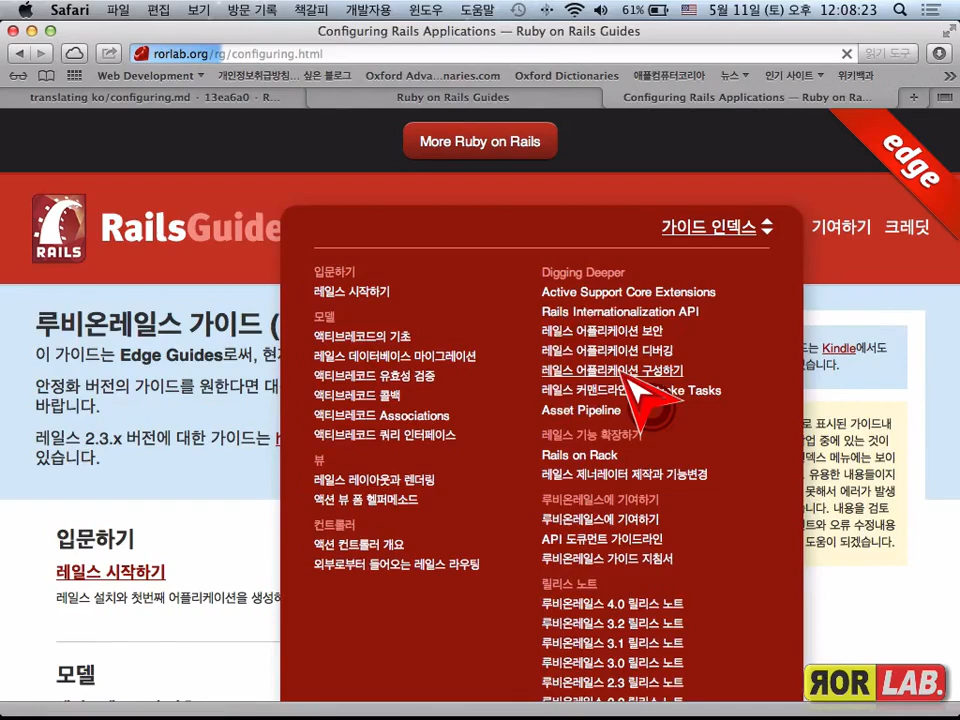 Safari 파일 편집 보기 방문 기록 책갈피 개발자용 윈도우 도움말 61% 5월 11일 (토) 오후 12:08:23
Configuring Rails Applications — Ruby on Rails Guides
rorlab.org/rg/configuring.html 읽기 도구
Web Development 개인정보취급방침... 싶은 블로그 Oxford Adva...naries.com Oxford Dictionaries 애플컴퓨터코리아 뉴스 인기 사이트 위키백과
translating ko/configuring.md · 13ea6a0 · R... Ruby on Rails Guides Configuring Rails Applications — Ruby on Ra...
More Ruby on Rails
edge
RAILS
RailsGuide
가이드 인덱스
기여하기 크레딧
루비온레일스 가이드 (
이 가이드는 Edge Guides로써, 현
안정화 버전의 가이드를 원한다면 대
바랍니다.
레일스 2.3.x 버전에 대한 가이드는 h
있습니다.
입문하기
레일스 시작하기
레일스 설치와 첫번째 어플리케이션을 생성하
모델
입문하기
레일스 시작하기
모델
액티브레코드의 기초
레일스 데이터베이스 마이그레이션
액티브레코드 유효성 검증
액티브레코드 콜백
액티브레코드 Associations
액티브레코드 쿼리 인터페이스
뷰
레일스 레이아웃과 렌더링
액션 뷰 폼 헬퍼메소드
컨트롤러
액션 컨트롤러 개요
외부로부터 들어오는 레일스 라우팅
Digging Deeper
Active Support Core Extensions
Rails Internationalization API
레일스 어플리케이션 보안
레일스 어플리케이션 디버깅
레일스 어플리케이션 구성하기
레일스 커맨드라인 Tasks
Asset Pipeline
레일스 기능 확장하기
Rails on Rack
레일스 제너레이터 제작과 기능변경
루비온레일스에 기여하기
루비온레일스에 기여하기
API 도큐먼트 가이드라인
루비온레일스 가이드 지침서
릴리스 노트
루비온레일스 4.0 릴리스 노트
루비온레일스 3.2 릴리스 노트
루비온레일스 3.1 릴리스 노트
루비온레일스 3.0 릴리스 노트
루비온레일스 2.3 릴리스 노트
드는 Kindle에서도
습니다.
로 표시된 가이드
업 중에 있는 것이
인덱스 메뉴에는 보이
유용한 내용들이지
못해서 에러가 발생
니다. 내용을 검토
트와 오류 수정내용
도움이 되겠습니다.
ROR LAB.